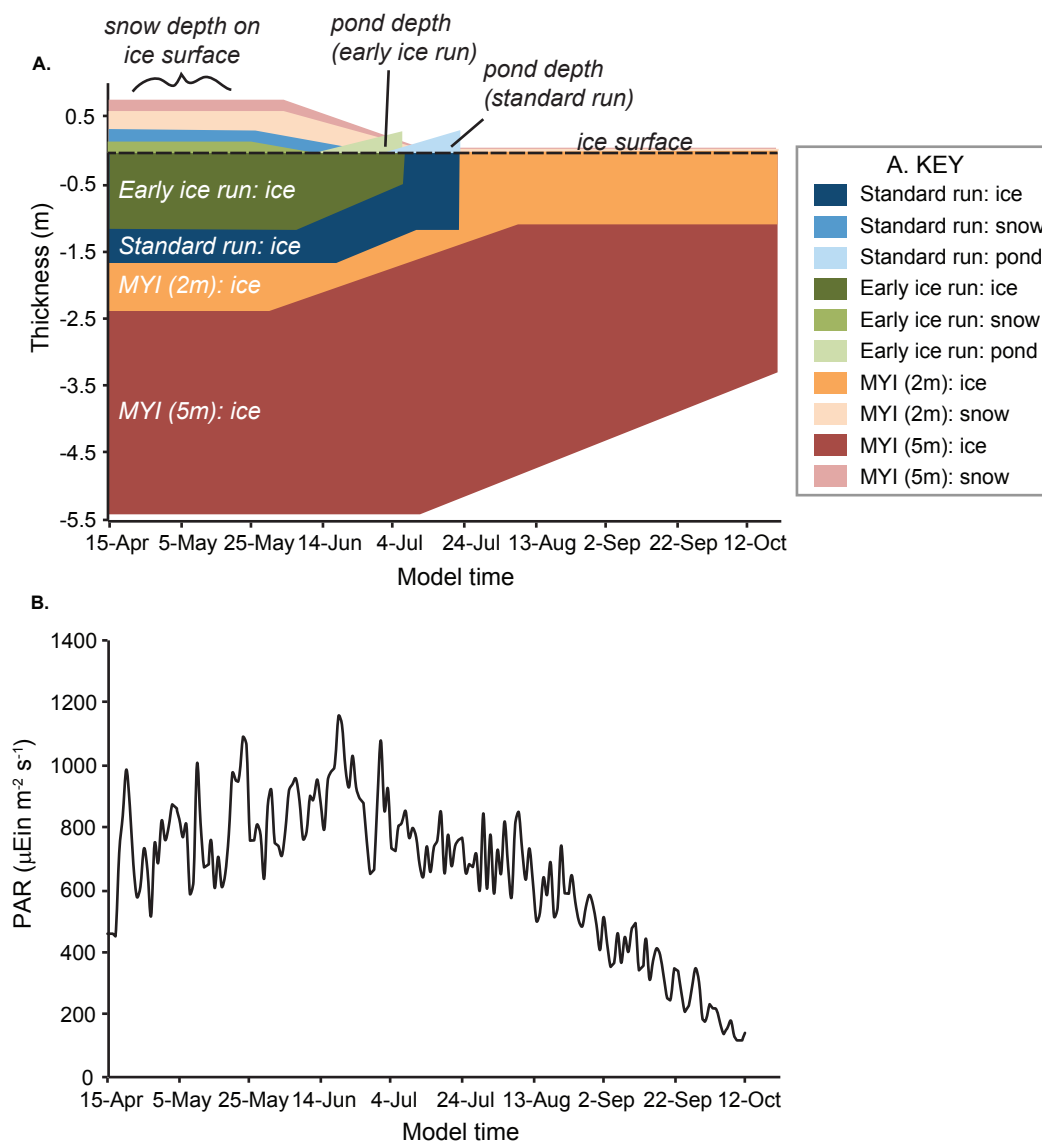 snow depth on
ice surface
pond depth
(early ice run)
pond depth
(standard run)
A.
ice surface
0.5
-0.5
-1.5
-2.5
-3.5
-4.5
-5.5
Thickness (m)
Early ice run: ice
Standard run: ice
MYI (2m): ice
MYI (5m): ice
15-Apr 5-May 25-May 14-Jun 4-Jul 24-Jul 13-Aug 2-Sep 22-Sep 12-Oct
Model time
A. KEY
Standard run: ice
Standard run: snow
Standard run: pond
Early ice run: ice
Early ice run: snow
Early ice run: pond
MYI (2m): ice
MYI (2m): snow
MYI (5m): ice
MYI (5m): snow
B.
1400
1200
1000
800
600
400
200
0
PAR (µEin m⁻² s⁻¹)
15-Apr 5-May 25-May 14-Jun 4-Jul 24-Jul 13-Aug 2-Sep 22-Sep 12-Oct
Model time